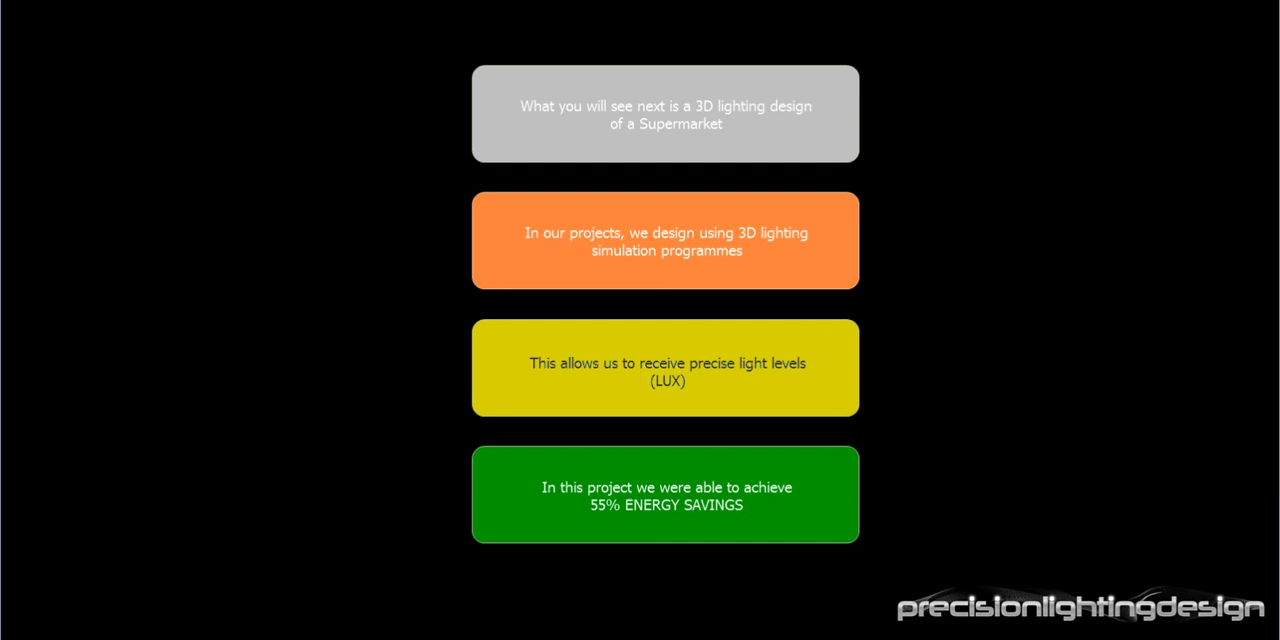 What you will see next is a 3D lighting design
of a Supermarket
In our projects, we design using 3D lighting
simulation programmes
This allows us to receive precise light levels
(LUX)
In this project we were able to achieve
55% ENERGY SAVINGS
precisionlightingdesign